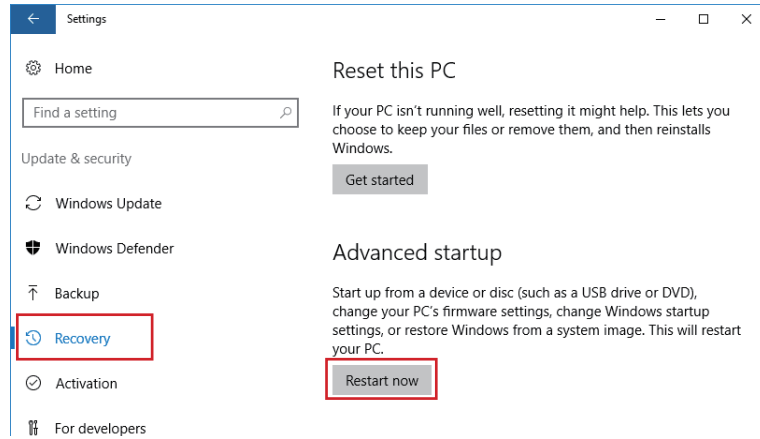 Settings
Home
Find a setting
Update & security
Windows Update
Windows Defender
Backup
Recovery
Activation
For developers
Reset this PC
If your PC isn't running well, resetting it might help. This lets you
choose to keep your files or remove them, and then reinstalls
Windows.
Get started
Advanced startup
Start up from a device or disc (such as a USB drive or DVD),
change your PC's firmware settings, change Windows startup
settings, or restore Windows from a system image. This will restart
your PC.
Restart now